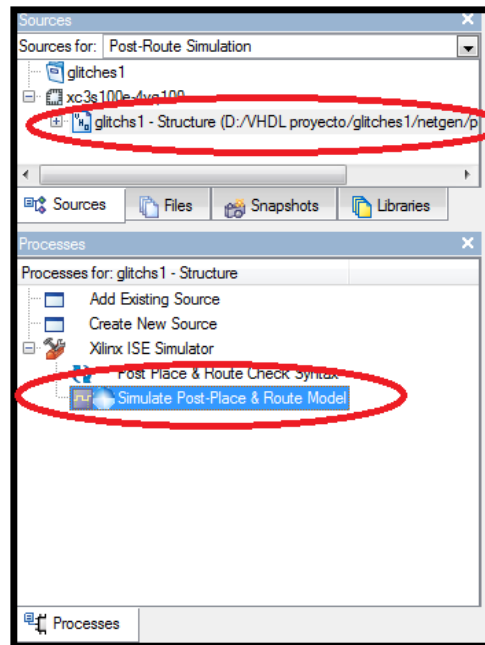 Sources
Sources for: Post-Route Simulation
glitches1
xc3s100e-4vq100
glitchs1 - Structure (D:/VHDL proyecto/glitches1/netgen/p
Sources Files Snapshots Libraries
Processes
Processes for: glitchs1 - Structure
Add Existing Source
Create New Source
Xilinx ISE Simulator
Post Place & Route Check Syntax
Simulate Post-Place & Route Model
Processes